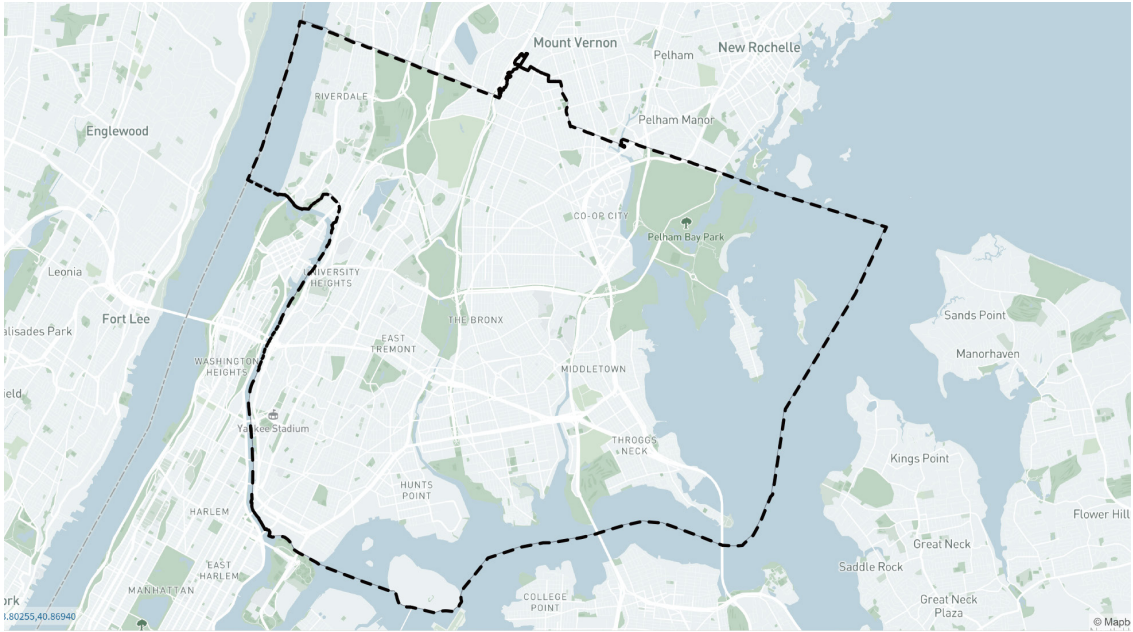 Mount Vernon
New Rochelle
Pelham
RIVERDALE
Pelham Manor
Englewood
CO-OP CITY
Pelham Bay Park
Leonia
UNIVERSITY
HEIGHTS
Sands Point
Fort Lee
THE BRONX
alisades Park
EAST
TREMONT
Manorhaven
WASHINGTON
HEIGHTS
MIDDLETOWN
ield
Yankee Stadium
THROGGS
NECK
Kings Point
HUNTS
POINT
HARLEM
Flower Hill
Great Neck
EAST
HARLEM
Saddle Rock
MANHATTAN
COLLEGE
POINT
Great Neck
Plaza
ork
.80255,40.86940
© Mapb